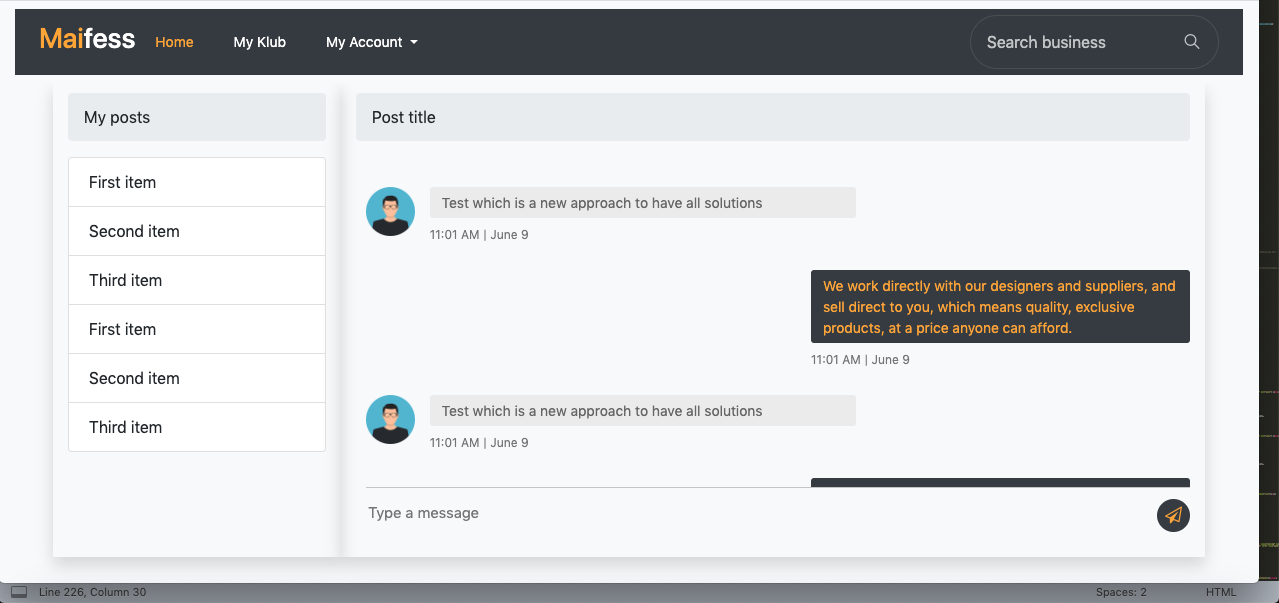 Maifess
Home
My Klub
My Account
Search business
My posts
First item
Second item
Third item
First item
Second item
Third item
Post title
Test which is a new approach to have all solutions
11:01 AM | June 9
We work directly with our designers and suppliers, and
sell direct to you, which means quality, exclusive
products, at a price anyone can afford.
11:01 AM | June 9
Test which is a new approach to have all solutions
11:01 AM | June 9
Type a message
Line 226, Column 30
Spaces: 2
HTML